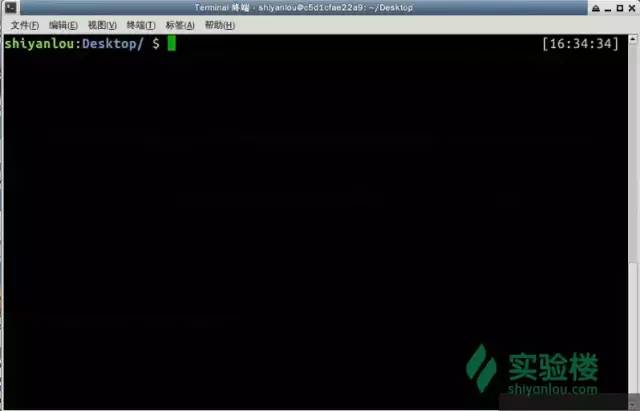 Terminal 终端 - shiyanlou@c5d1cfae22a9: ~/Desktop
文件(F) 编辑(E) 视图(V) 终端(T) 标签(A) 帮助(H)
shiyanlou:Desktop/ $ [16:34:34]
实验楼
shiyanlou.com